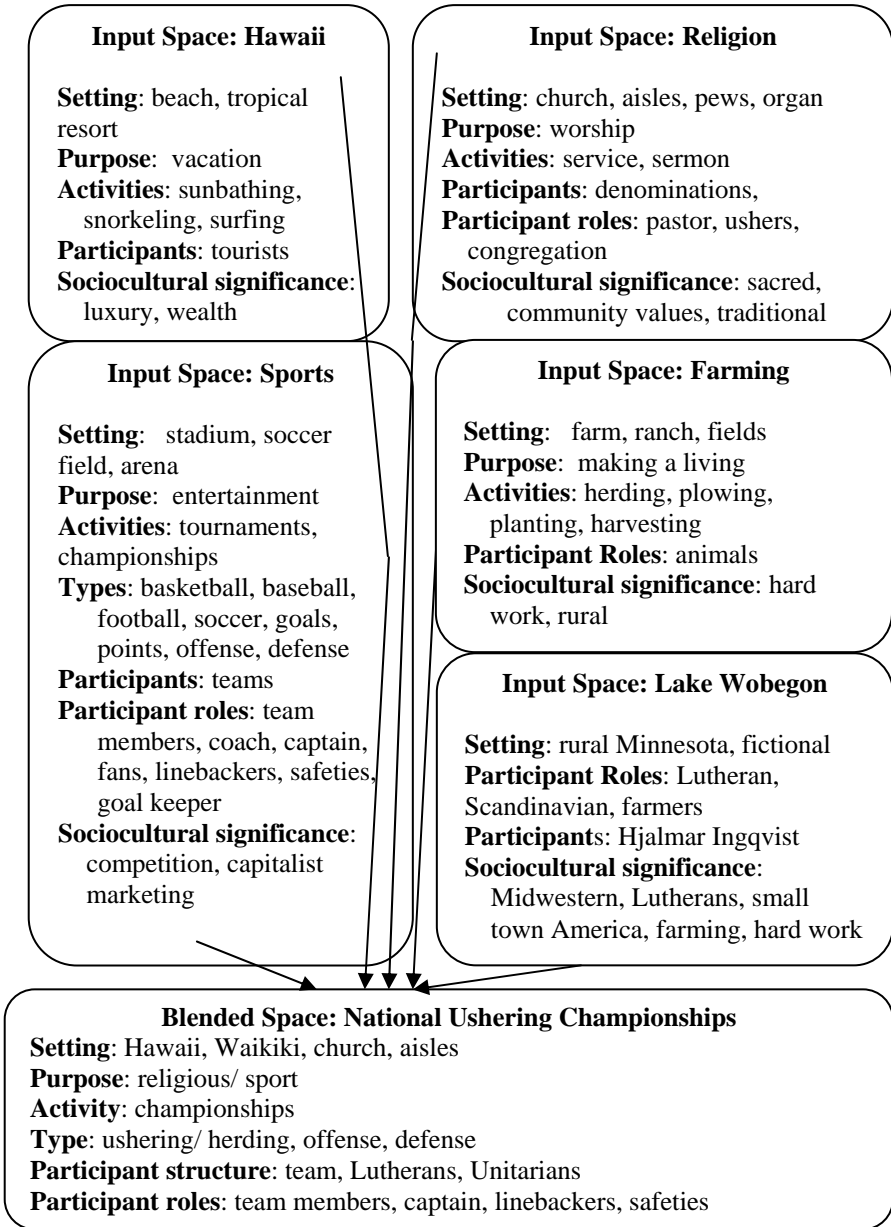 Input Space: Hawaii
Setting: beach, tropical
resort
Purpose: vacation
Activities: sunbathing,
snorkeling, surfing
Participants: tourists
Sociocultural significance:
luxury, wealth
Input Space: Religion
Setting: church, aisles, pews, organ
Purpose: worship
Activities: service, sermon
Participants: denominations,
Participant roles: pastor, ushers,
congregation
Sociocultural significance: sacred,
community values, traditional
Input Space: Sports
Setting: stadium, soccer
field, arena
Purpose: entertainment
Activities: tournaments,
championships
Types: basketball, baseball,
football, soccer, goals,
points, offense, defense
Participants: teams
Participant roles: team
members, coach, captain,
fans, linebackers, safeties,
goal keeper
Sociocultural significance:
competition, capitalist
marketing
Input Space: Farming
Setting: farm, ranch, fields
Purpose: making a living
Activities: herding, plowing,
planting, harvesting
Participant Roles: animals
Sociocultural significance: hard
work, rural
Input Space: Lake Wobegon
Setting: rural Minnesota, fictional
Participant Roles: Lutheran,
Scandinavian, farmers
Participants: Hjalmar Ingqvist
Sociocultural significance:
Midwestern, Lutherans, small
town America, farming, hard work
Blended Space: National Ushering Championships
Setting: Hawaii, Waikiki, church, aisles
Purpose: religious/ sport
Activity: championships
Type: ushering/ herding, offense, defense
Participant structure: team, Lutherans, Unitarians
Participant roles: team members, captain, linebackers, safeties